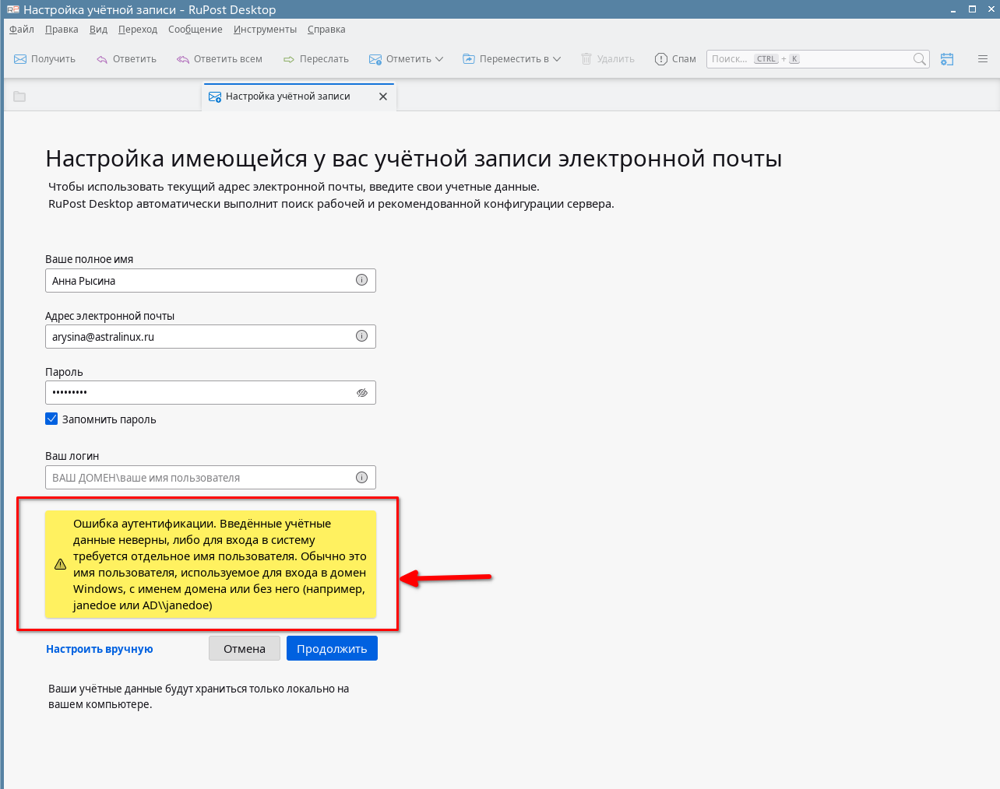 Настройка учётной записи - RuPost Desktop
Файл Правка Вид Переход Сообщение Инструменты Справка
Получить Ответить Ответить всем Переслать Отметить Переместить в Удалить Спам Поиск... CTRL + K
Настройка учётной записи
Настройка имеющейся у вас учётной записи электронной почты
Чтобы использовать текущий адрес электронной почты, введите свои учетные данные.
RuPost Desktop автоматически выполнит поиск рабочей и рекомендованной конфигурации сервера.
Ваше полное имя
Анна Рысина
Адрес электронной почты
arysina@astralinux.ru
Пароль
•••••••••
Запомнить пароль
Ваш логин
ВАШ ДОМЕН\ваше имя пользователя
Ошибка аутентификации. Введённые учётные
данные неверны, либо для входа в систему
требуется отдельное имя пользователя. Обычно это
имя пользователя, используемое для входа в домен
Windows, с именем домена или без него (например,
janedoe или AD\\janedoe)
Настроить вручную Отмена Продолжить
Ваши учётные данные будут храниться только локально на
вашем компьютере.